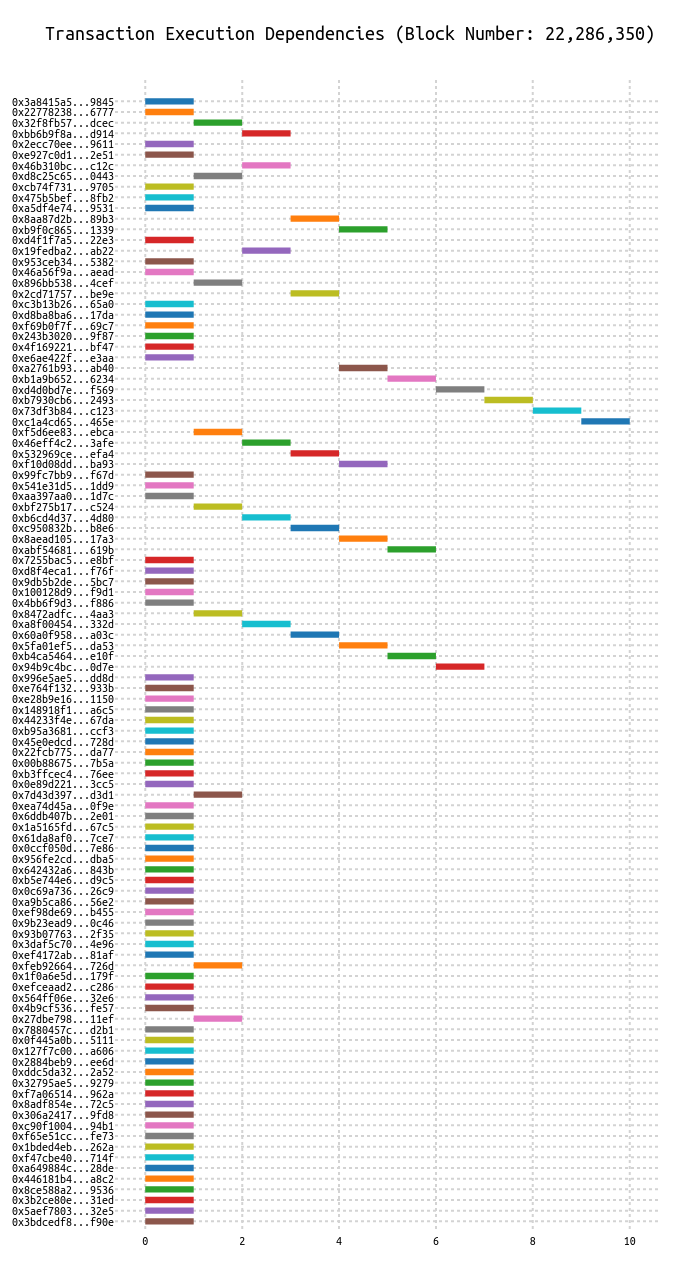 Transaction Execution Dependencies (Block Number: 22,286,350)
0x3a8415a5...9845
0x22778238...6777
0x32f8fb57...dcec
0xbb6b9f8a...d914
0x2ecc70ee...9611
0xe927c0d1...2e51
0x46b310bc...c12c
0xd8c25c65...0443
0xcb74f731...9705
0x475b5bef...8fb2
0xa5df4e74...9531
0x8aa87d2b...89b3
0xb9f0c865...1339
0xd4f1f7a5...22e3
0x19fedba2...ab22
0x953ceb34...5382
0x46a56f9a...aead
0x896bb538...4cef
0x2cd71757...be9e
0xc3b13b26...65a0
0xd8ba8ba6...17da
0xf69b0f7f...69c7
0x243b3020...9f87
0x4f169221...bf47
0xe6ae422f...e3aa
0xa2761b93...ab40
0xb1a9b652...6234
0xd4d0bd7e...f569
0xb7930cb6...2493
0x73df3b84...c123
0xc1a4cd65...465e
0xf5d6ee83...ebca
0x46eff4c2...3afe
0x532969ce...efa4
0xf10d08dd...ba93
0x99fc7bb9...f67d
0x541e31d5...1dd9
0xaa397aa0...1d7c
0xbf275b17...c524
0xb6cd4d37...4d80
0xc950832b...b8e6
0x8aead105...17a3
0xabf54681...619b
0x7255bac5...e8bf
0xd8f4eca1...f76f
0x9db5b2de...5bc7
0x100128d9...f9d1
0x4bb6f9d3...f886
0x8472adfc...4aa3
0xa8f00454...332d
0x60a0f958...a03c
0x5fa01ef5...da53
0xb4ca5464...e10f
0x94b9c4bc...0d7e
0x996e5ae5...dd8d
0xe764f132...933b
0xe28b9e16...1150
0x148918f1...a6c5
0x44233f4e...67da
0xb95a3681...ccf3
0x45e0edcd...728d
0x22fcb775...da77
0x00b88675...7b5a
0xb3ffcec4...76ee
0x0e89d221...3cc5
0x7d43d397...d3d1
0xea74d45a...0f9e
0x6ddb407b...2e01
0x1a5165fd...67c5
0x61da8af0...7ce7
0x0ccf050d...7e86
0x956fe2cd...dba5
0x642432a6...843b
0xb5e744e6...d9c5
0x0c69a736...26c9
0xa9b5ca86...56e2
0xef98de69...b455
0x9b23ead9...0c46
0x93b07763...2f35
0x3daf5c70...4e96
0xef4172ab...81af
0xfeb92664...726d
0x1f0a6e5d...179f
0xefceaad2...c286
0x564ff06e...32e6
0x4b9cf536...fe57
0x27dbe798...11ef
0x7880457c...d2b1
0x0f445a0b...5111
0x127f7c00...a606
0x2884beb9...ee6d
0xddc5da32...2a52
0x32795ae5...9279
0xf7a06514...962a
0x8adf854e...72c5
0x306a2417...9fd8
0xc90f1004...94b1
0xf65e51cc...fe73
0x1bded4eb...262a
0xf47cbe40...714f
0xa649884c...28de
0x446181b4...a8c2
0x8ce588a2...9536
0x3b2ce80e...31ed
0x5aef7803...32e5
0x3bdcedf8...f90e
0 2 4 6 8 10